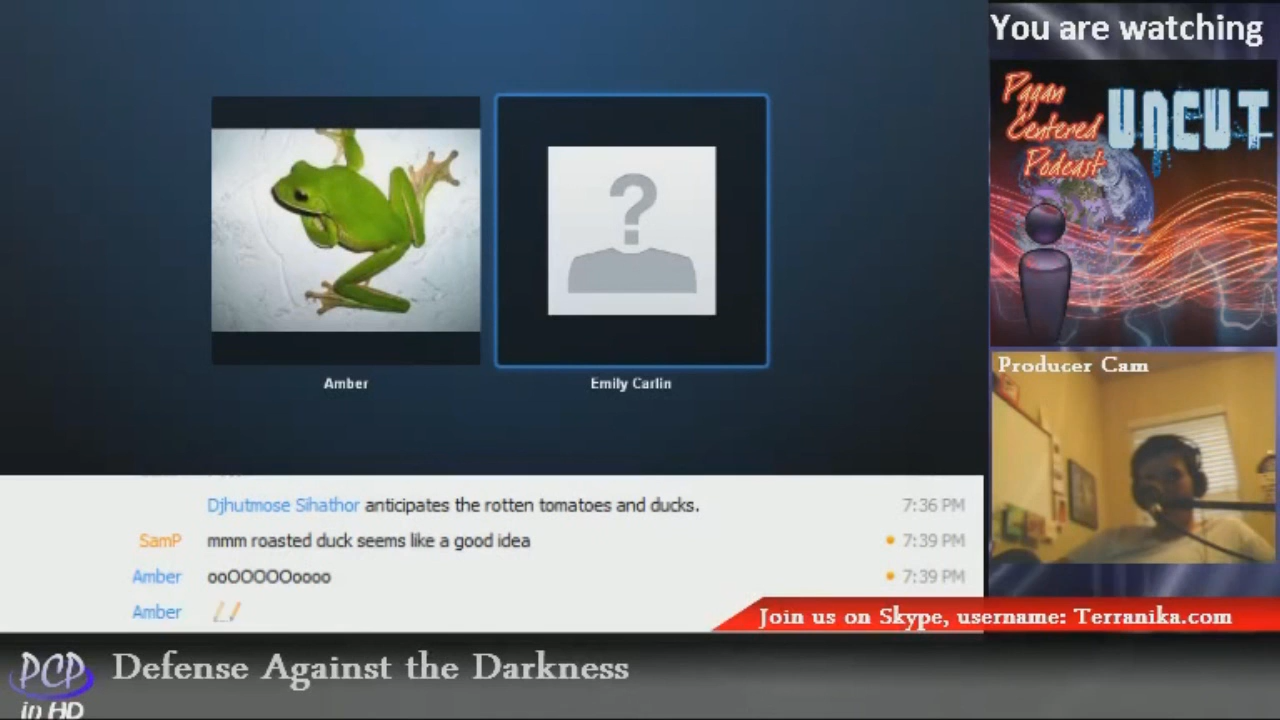 You are watching
Pagan
Centered
Podcast
UNCUT
Producer Cam
?
Amber
Emily Carlin
Djhutmose Sihathor anticipates the rotten tomatoes and ducks. 7:36 PM
SamP mmm roasted duck seems like a good idea 7:39 PM
Amber ooOOOOOoooo 7:39 PM
Amber
Join us on Skype, username: Terranika.com
PCP Defense Against the Darkness
in HD